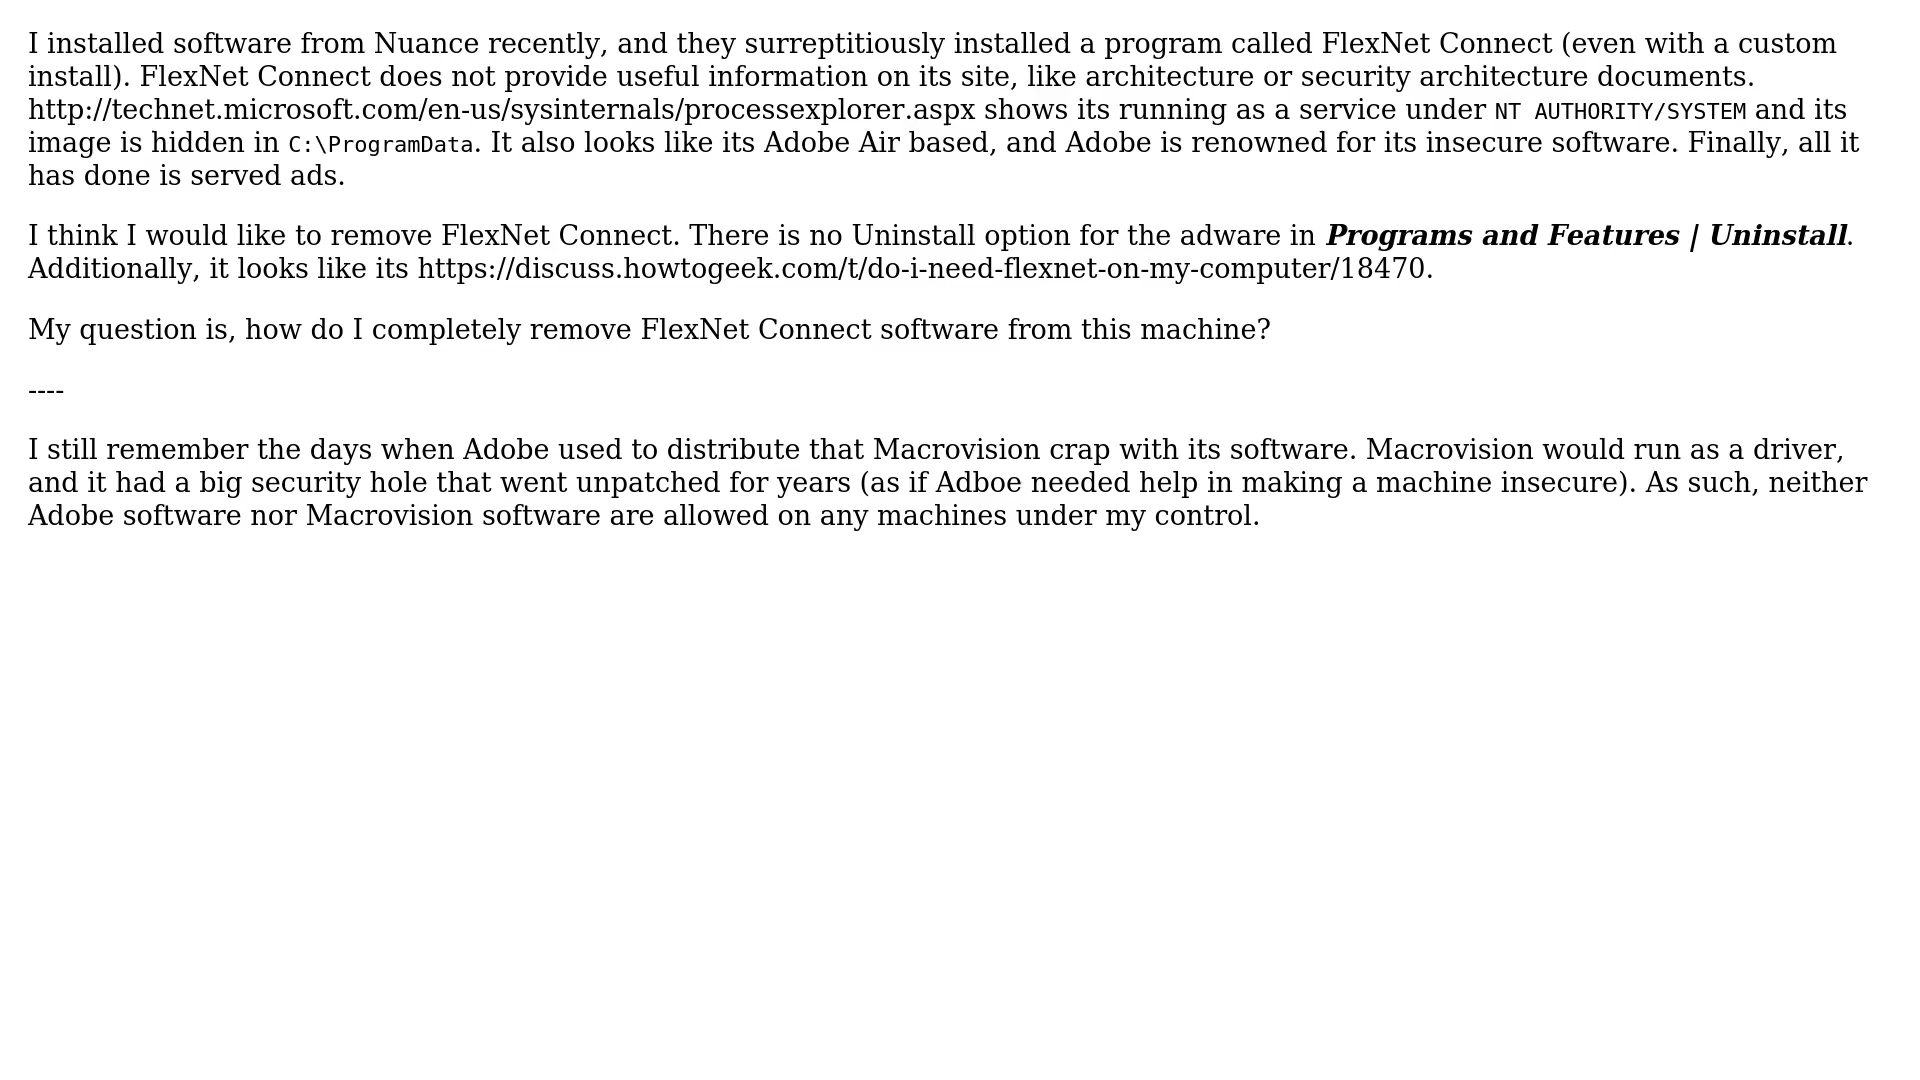 I installed software from Nuance recently, and they surreptitiously installed a program called FlexNet Connect (even with a custom
install). FlexNet Connect does not provide useful information on its site, like architecture or security architecture documents.
http://technet.microsoft.com/en-us/sysinternals/processexplorer.aspx shows its running as a service under NT AUTHORITY/SYSTEM and its
image is hidden in C:\ProgramData. It also looks like its Adobe Air based, and Adobe is renowned for its insecure software. Finally, all it
has done is served ads.
I think I would like to remove FlexNet Connect. There is no Uninstall option for the adware in Programs and Features | Uninstall.
Additionally, it looks like its https://discuss.howtogeek.com/t/do-i-need-flexnet-on-my-computer/18470.
My question is, how do I completely remove FlexNet Connect software from this machine?
----
I still remember the days when Adobe used to distribute that Macrovision crap with its software. Macrovision would run as a driver,
and it had a big security hole that went unpatched for years (as if Adboe needed help in making a machine insecure). As such, neither
Adobe software nor Macrovision software are allowed on any machines under my control.